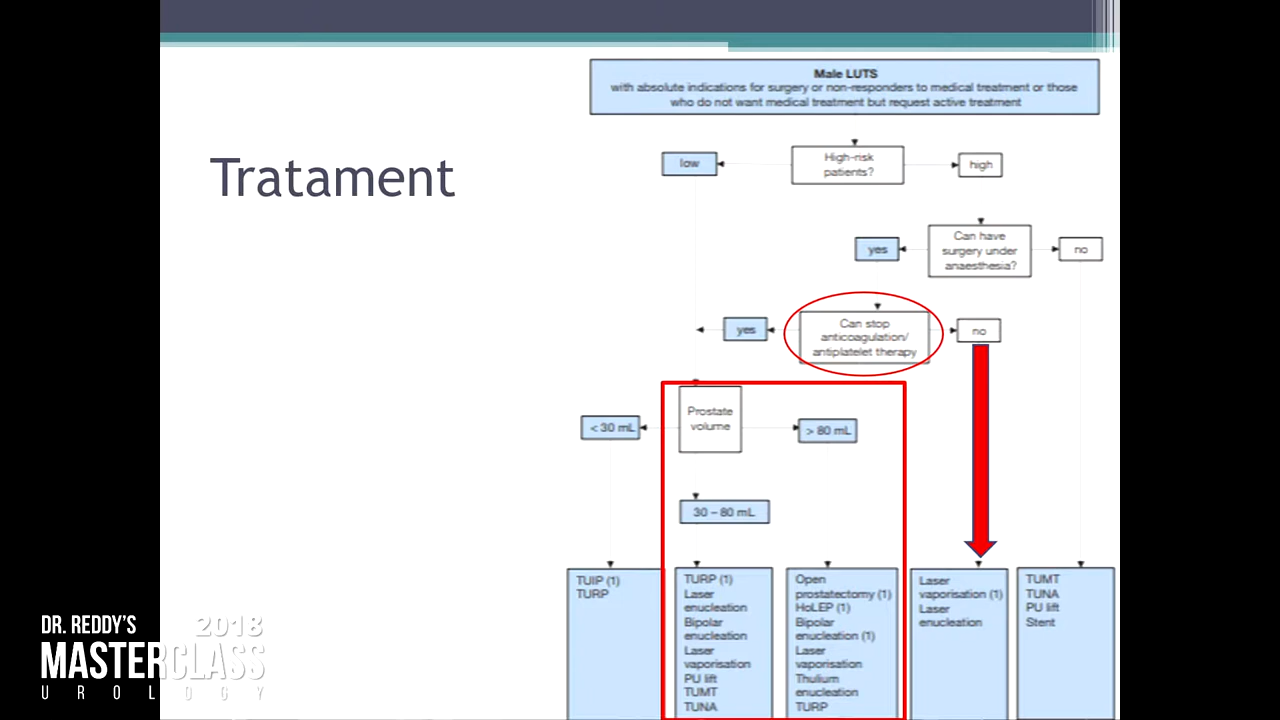 Male LUTS
with absolute indications for surgery or non-responders to medical treatment or those
who do not want medical treatment but request active treatment
Tratament
low
High-risk
patients?
high
Can have
surgery under
anaesthesia?
yes
no
Can stop
anticoagulation/
antiplatelet therapy
yes
no
Prostate
volume
< 30 mL
> 80 mL
30 – 80 mL
TUIP (1)
TURP
TURP (1)
Laser
enucleation
Bipolar
enucleation
Laser
vaporisation
PU lift
TUMT
TUNA
Open
prostatectomy (1)
HoLEP (1)
Bipolar
enucleation (1)
Laser
vaporisation
Thulium
enucleation
TURP
Laser
vaporisation (1)
Laser
enucleation
TUMT
TUNA
PU lift
Stent
DR. REDDY'S 2018
MASTERCLASS
UROLOGY